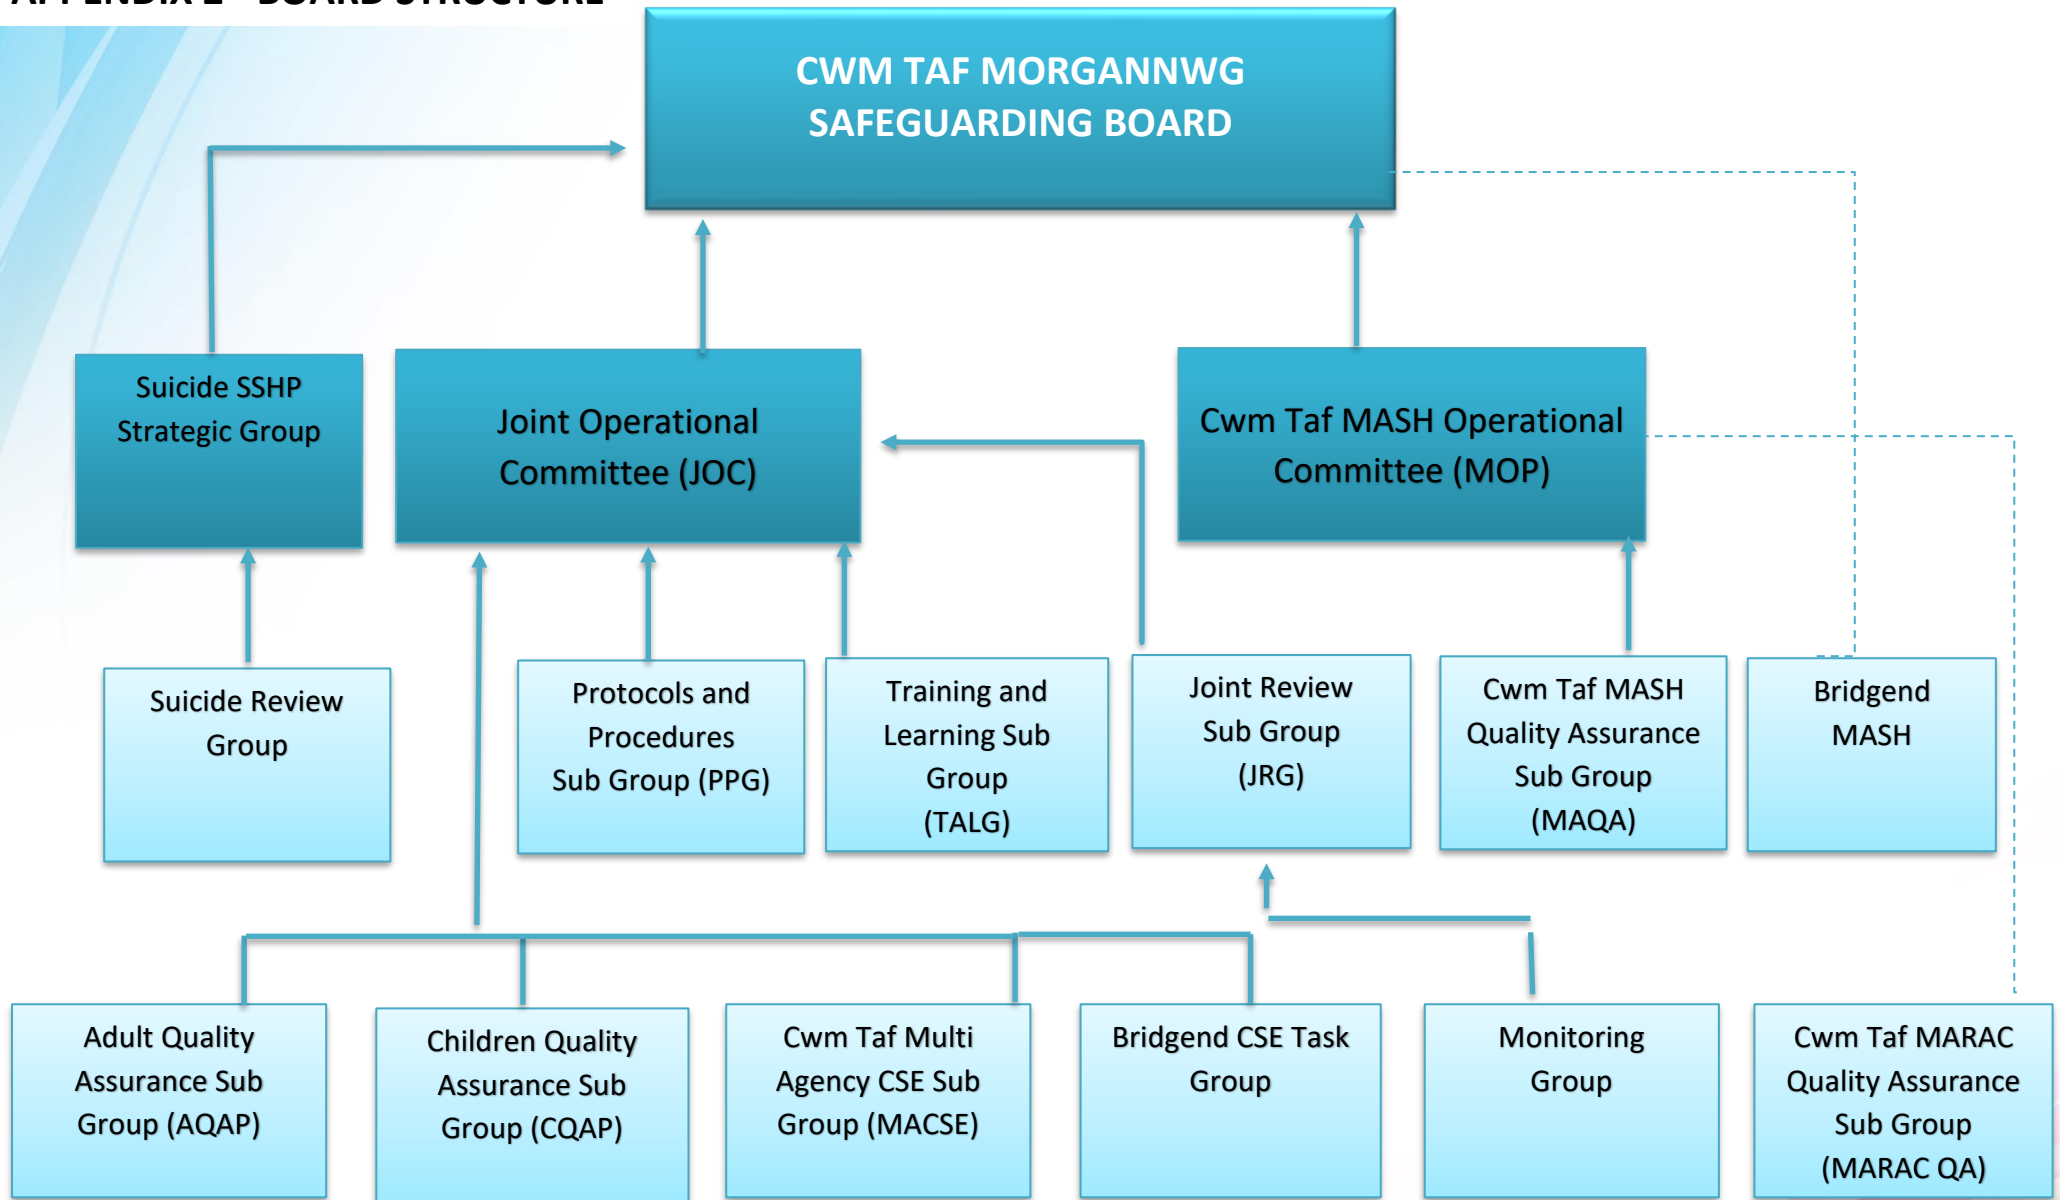 CWM TAF MORGANNWG
SAFEGUARDING BOARD
Suicide SSHP
Strategic Group
Joint Operational
Committee (JOC)
Cwm Taf MASH Operational
Committee (MOP)
Suicide Review
Group
Protocols and
Procedures
Sub Group (PPG)
Training and
Learning Sub
Group
(TALG)
Joint Review
Sub Group
(JRG)
Cwm Taf MASH
Quality Assurance
Sub Group
(MAQA)
Bridgend
MASH
Adult Quality
Assurance Sub
Group (AQAP)
Children Quality
Assurance Sub
Group (CQAP)
Cwm Taf Multi
Agency CSE Sub
Group (MACSE)
Bridgend CSE Task
Group
Monitoring
Group
Cwm Taf MARAC
Quality Assurance
Sub Group
(MARAC QA)